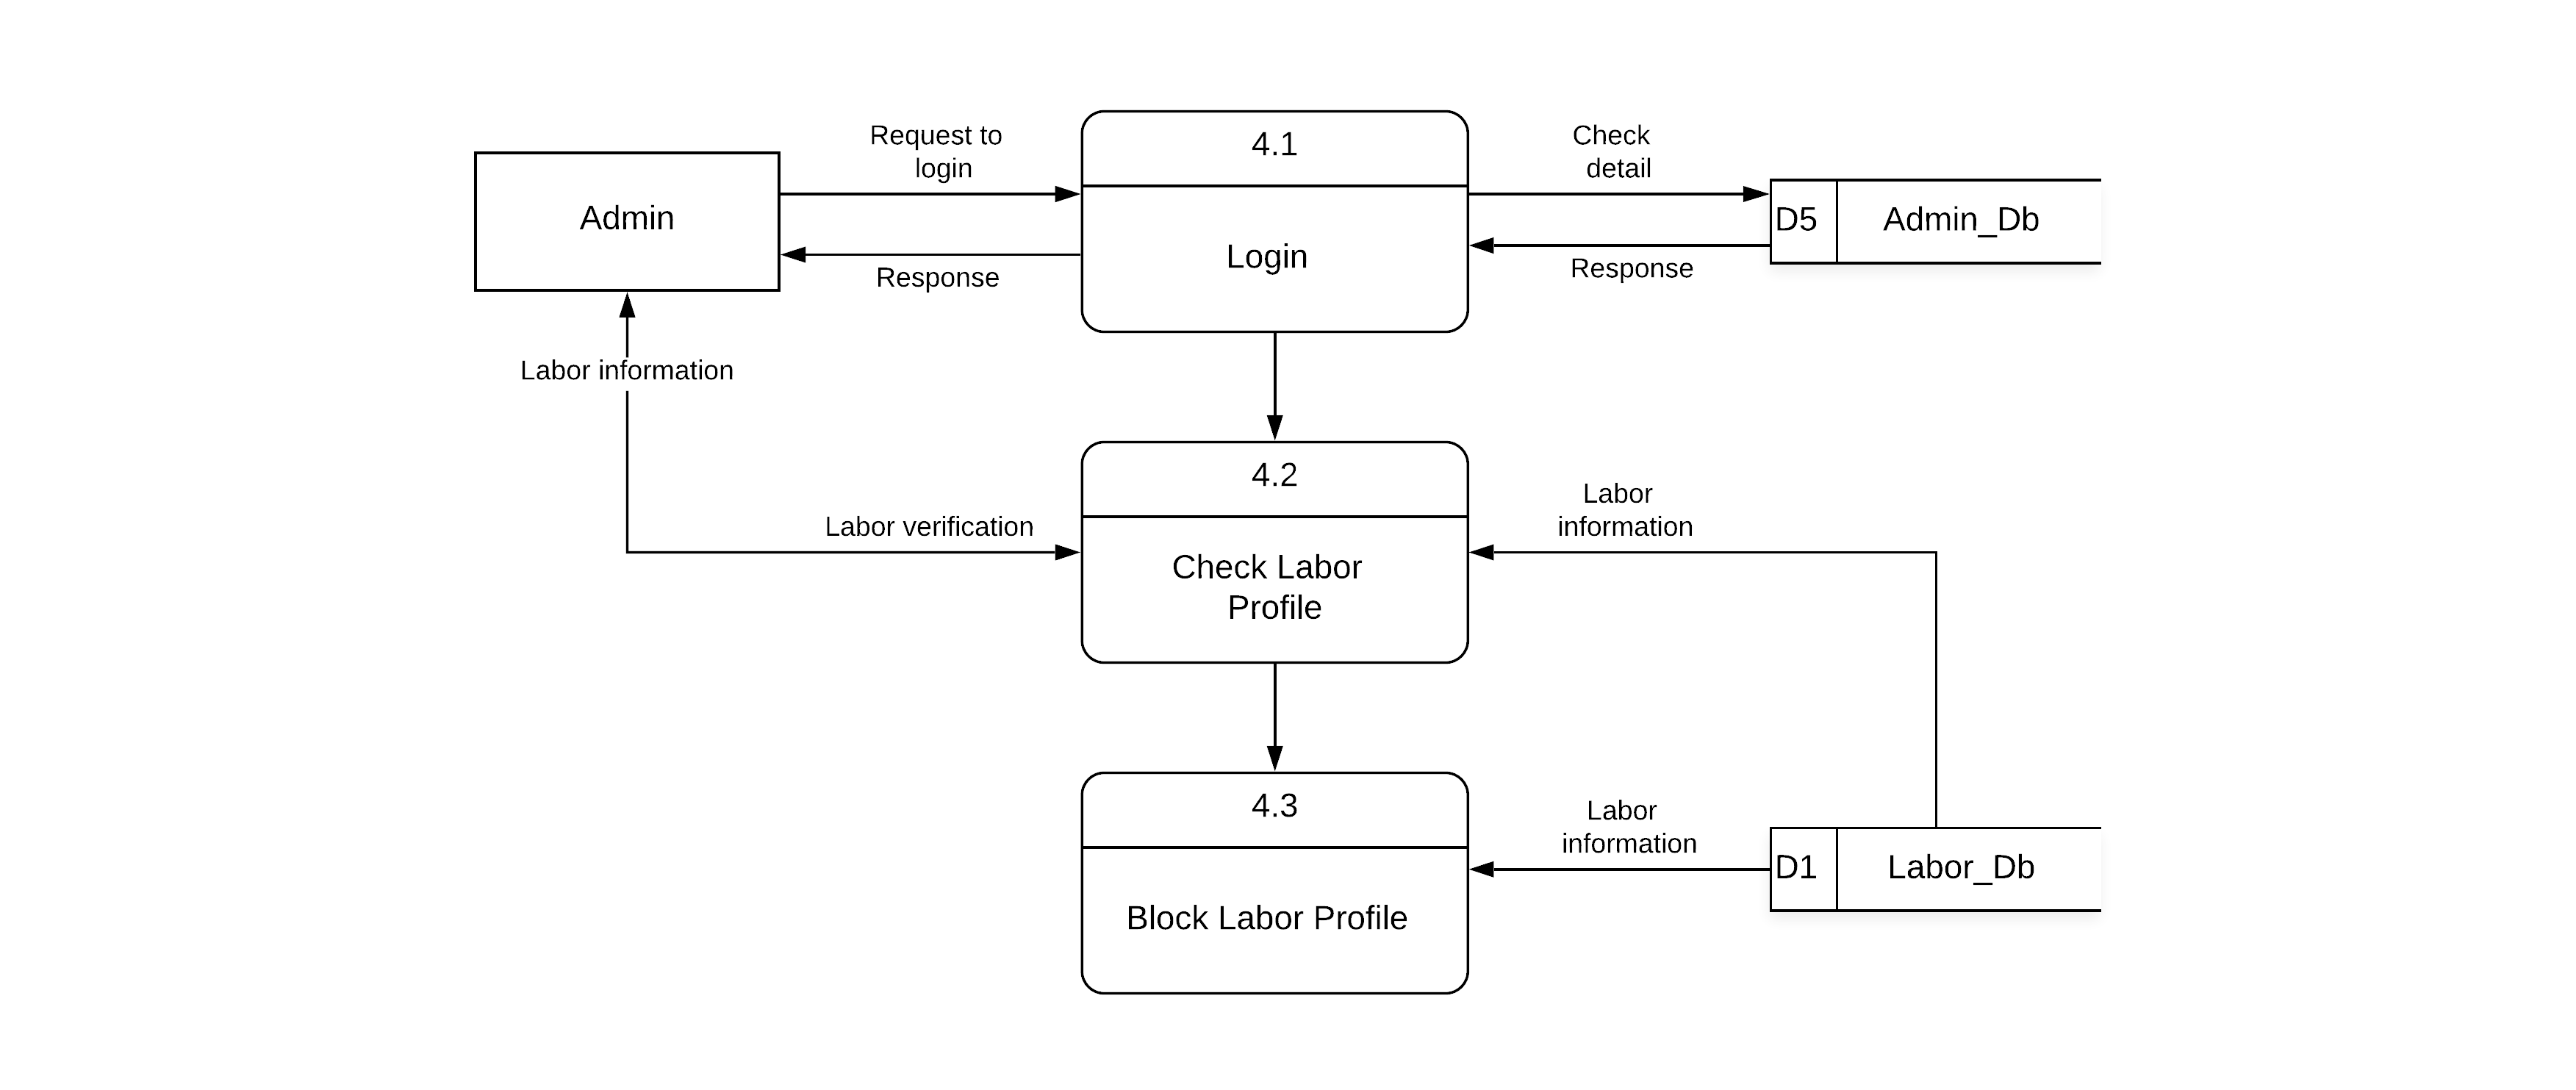 Request to
login
4.1
Check
detail
Admin
D5
Admin_Db
Login
Response
Response
Labor information
4.2
Labor
information
Labor verification
Check Labor
Profile
4.3
Labor
information
D1
Labor_Db
Block Labor Profile